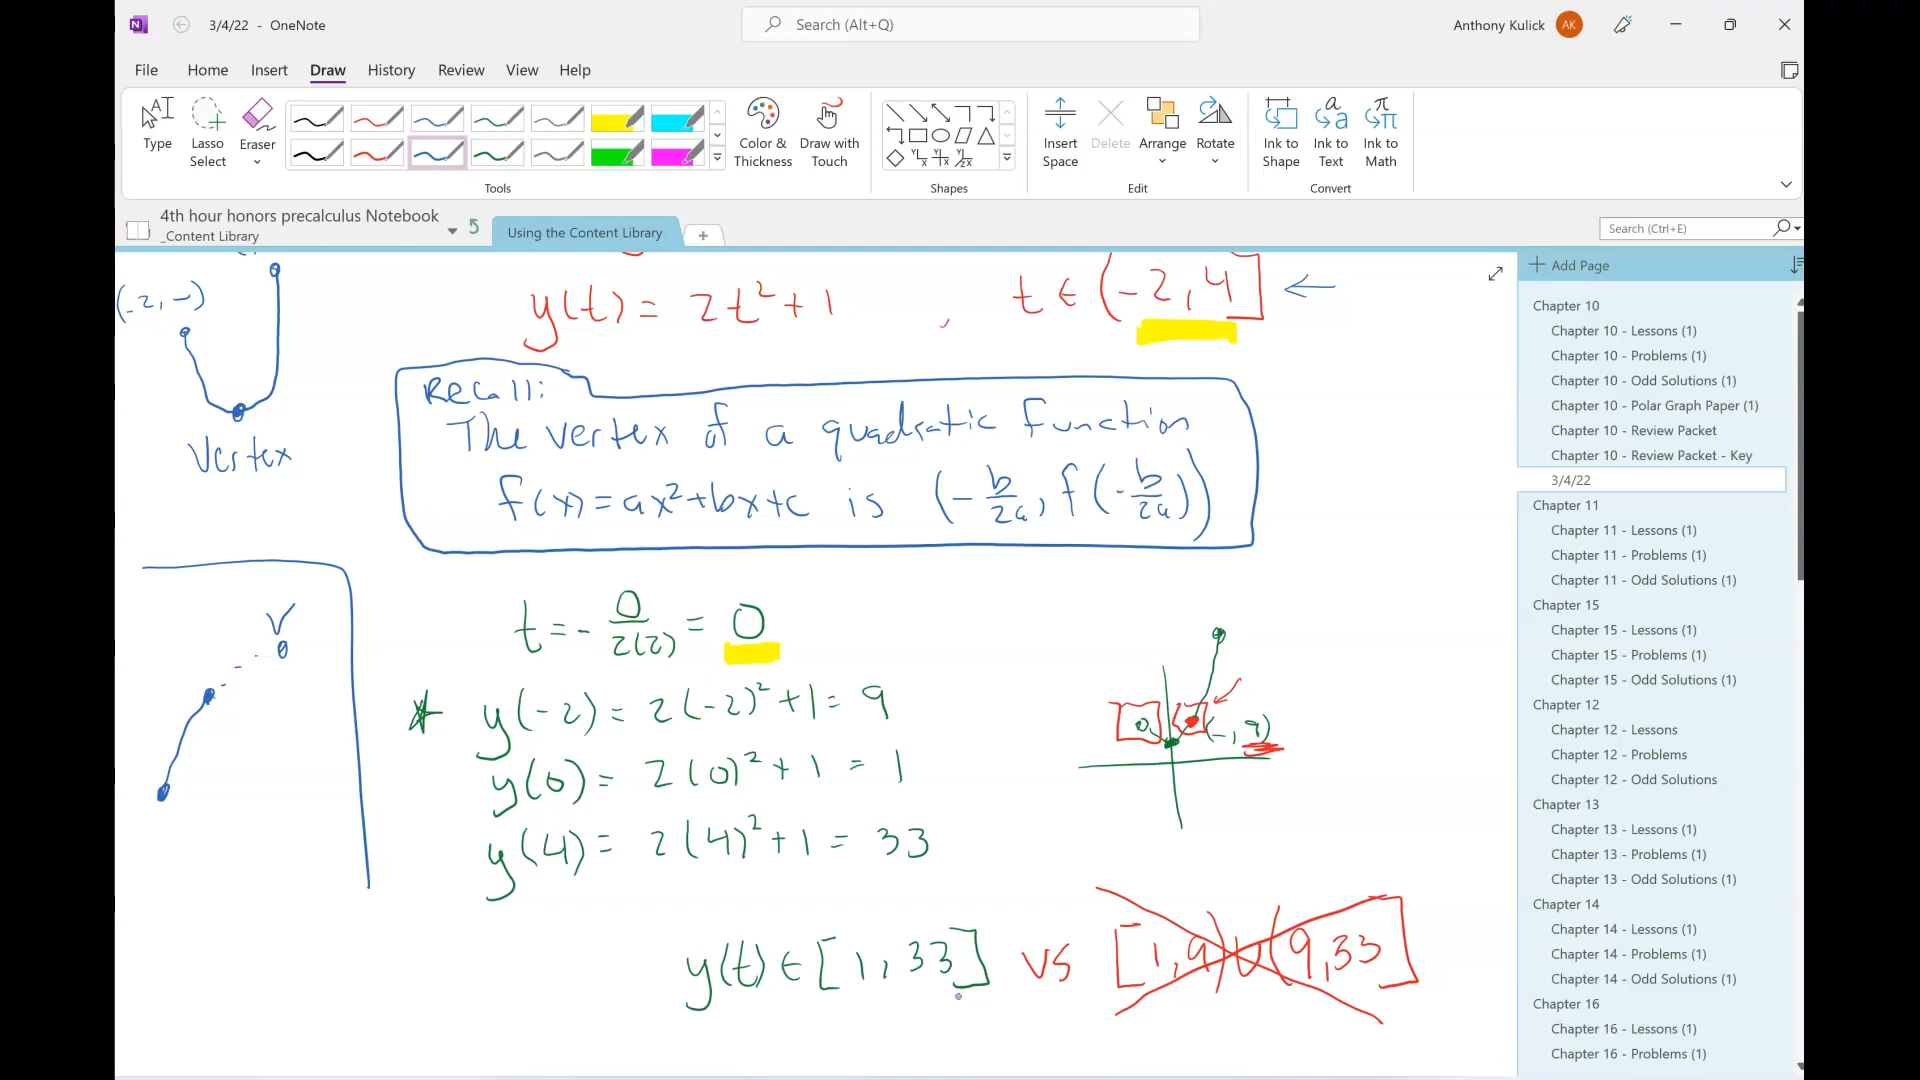 3/4/22 - OneNote
Search (Alt+Q)
Anthony Kulick
AK
File Home Insert Draw History Review View Help
Type
Lasso Select
Eraser
Color & Thickness
Draw with Touch
Insert Space
Delete
Arrange
Rotate
Ink to Shape
Ink to Text
Ink to Math
Tools
Shapes
Edit
Convert
4th hour honors precalculus Notebook
_Content Library
Using the Content Library
Search (Ctrl+E)
(-2, -)
Vertex
y(t) = 2t²+1 , t ∈ (-2,4]
Recall:
The vertex of a quadratic function
f(x)=ax²+bx+c is (-b/2a, f(-b/2a))
V
t = - 0/2(2) = 0
y(-2) = 2(-2)²+1 = 9
y(0) = 2(0)²+1 = 1
y(4) = 2(4)²+1 = 33
(-, 9)
y(t) ∈ [1, 33] vs [1,9)∪(9,33]
Add Page
Chapter 10
Chapter 10 - Lessons (1)
Chapter 10 - Problems (1)
Chapter 10 - Odd Solutions (1)
Chapter 10 - Polar Graph Paper (1)
Chapter 10 - Review Packet
Chapter 10 - Review Packet - Key
3/4/22
Chapter 11
Chapter 11 - Lessons (1)
Chapter 11 - Problems (1)
Chapter 11 - Odd Solutions (1)
Chapter 15
Chapter 15 - Lessons (1)
Chapter 15 - Problems (1)
Chapter 15 - Odd Solutions (1)
Chapter 12
Chapter 12 - Lessons
Chapter 12 - Problems
Chapter 12 - Odd Solutions
Chapter 13
Chapter 13 - Lessons (1)
Chapter 13 - Problems (1)
Chapter 13 - Odd Solutions (1)
Chapter 14
Chapter 14 - Lessons (1)
Chapter 14 - Problems (1)
Chapter 14 - Odd Solutions (1)
Chapter 16
Chapter 16 - Lessons (1)
Chapter 16 - Problems (1)